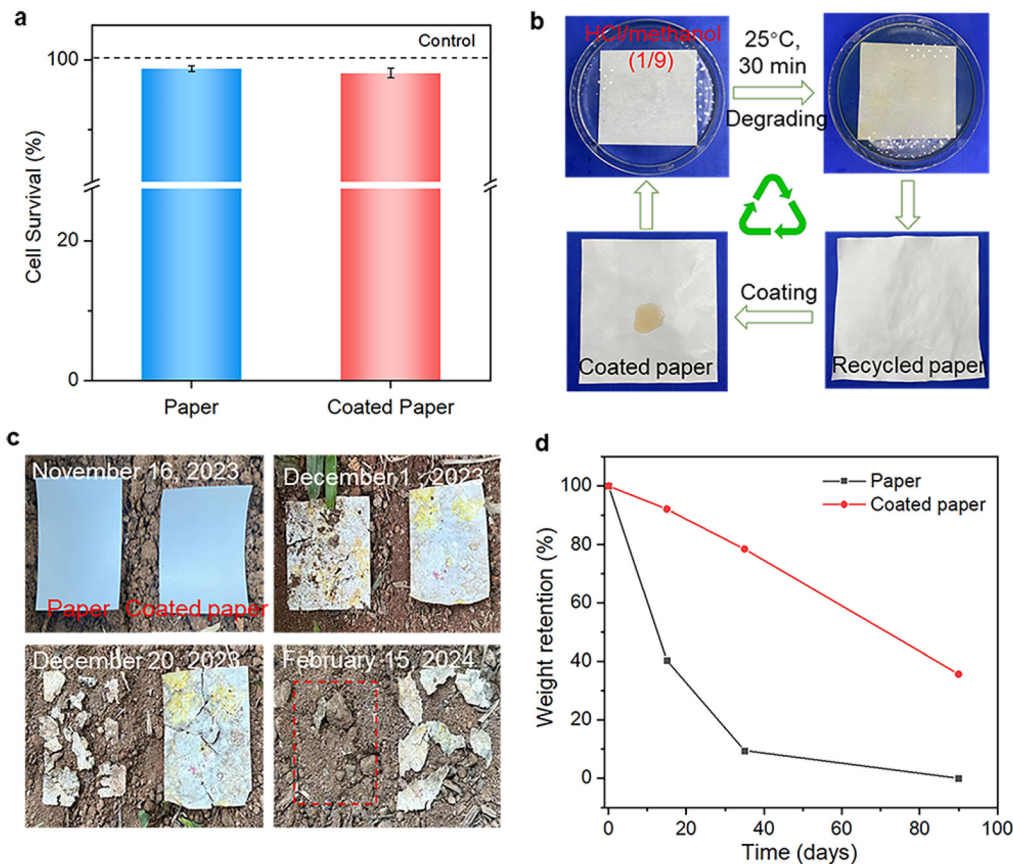 a
Control
100
20
0
Cell Survival (%)
Paper
Coated Paper
b
HCl/methanol
(1/9)
25°C,
30 min
Degrading
Coating
Coated paper
Recycled paper
c
November 16, 2023
Paper
Coated paper
December 1, 2023
December 20, 2023
February 15, 2024
d
Paper
Coated paper
100
80
60
40
20
0
Weight retention (%)
0
20
40
60
80
100
Time (days)